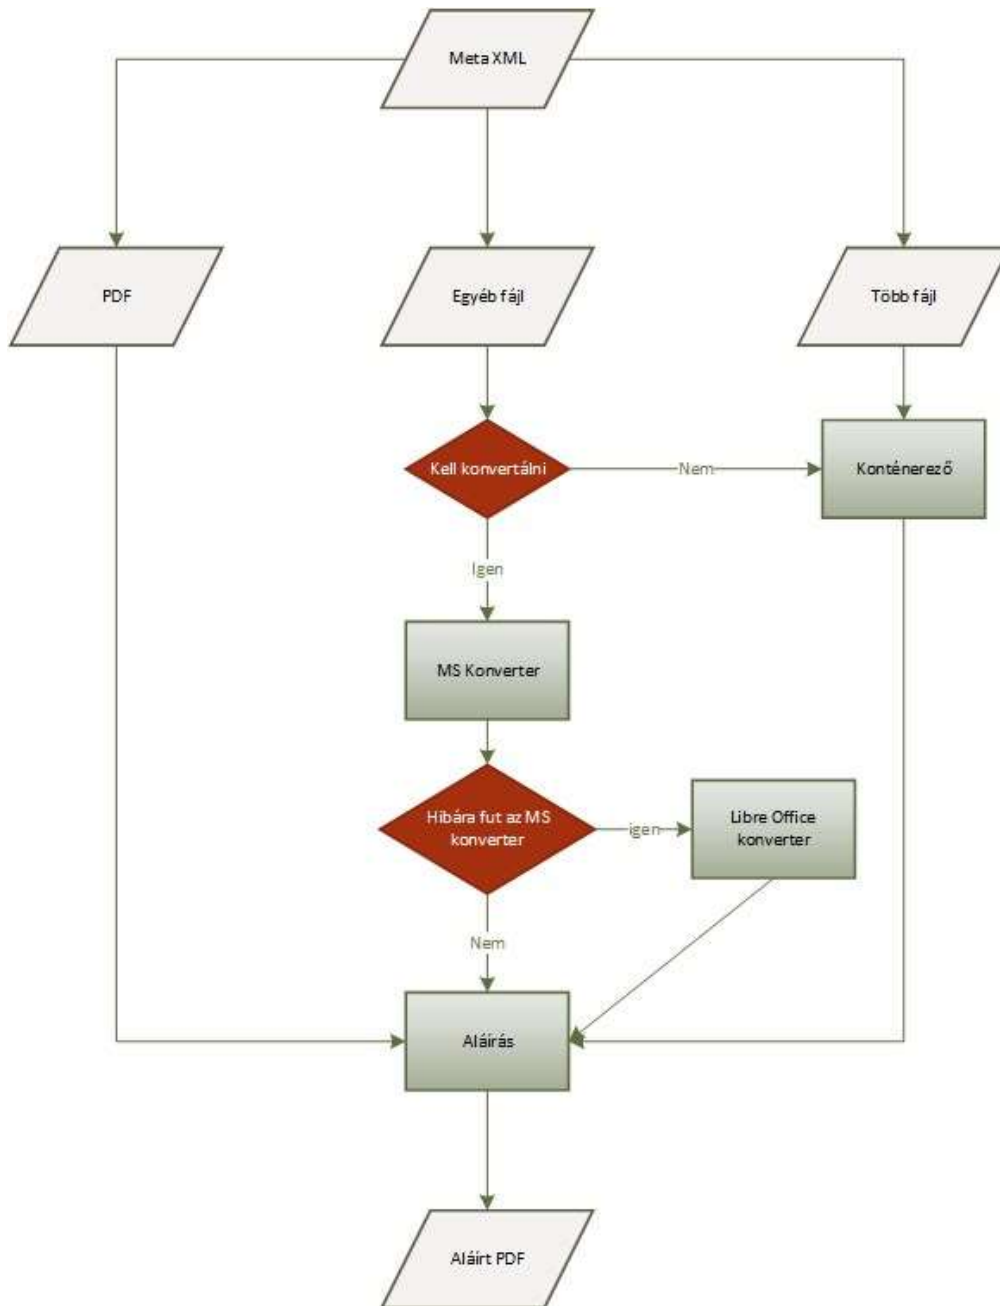 Meta XML
PDF
Egyéb fájl
Több fájl
Kell konvertálni
Nem
Konténerező
Igen
MS Konverter
Hibára fut az MS
konverter
igen
Libre Office
konverter
Nem
Aláírás
Aláírt PDF